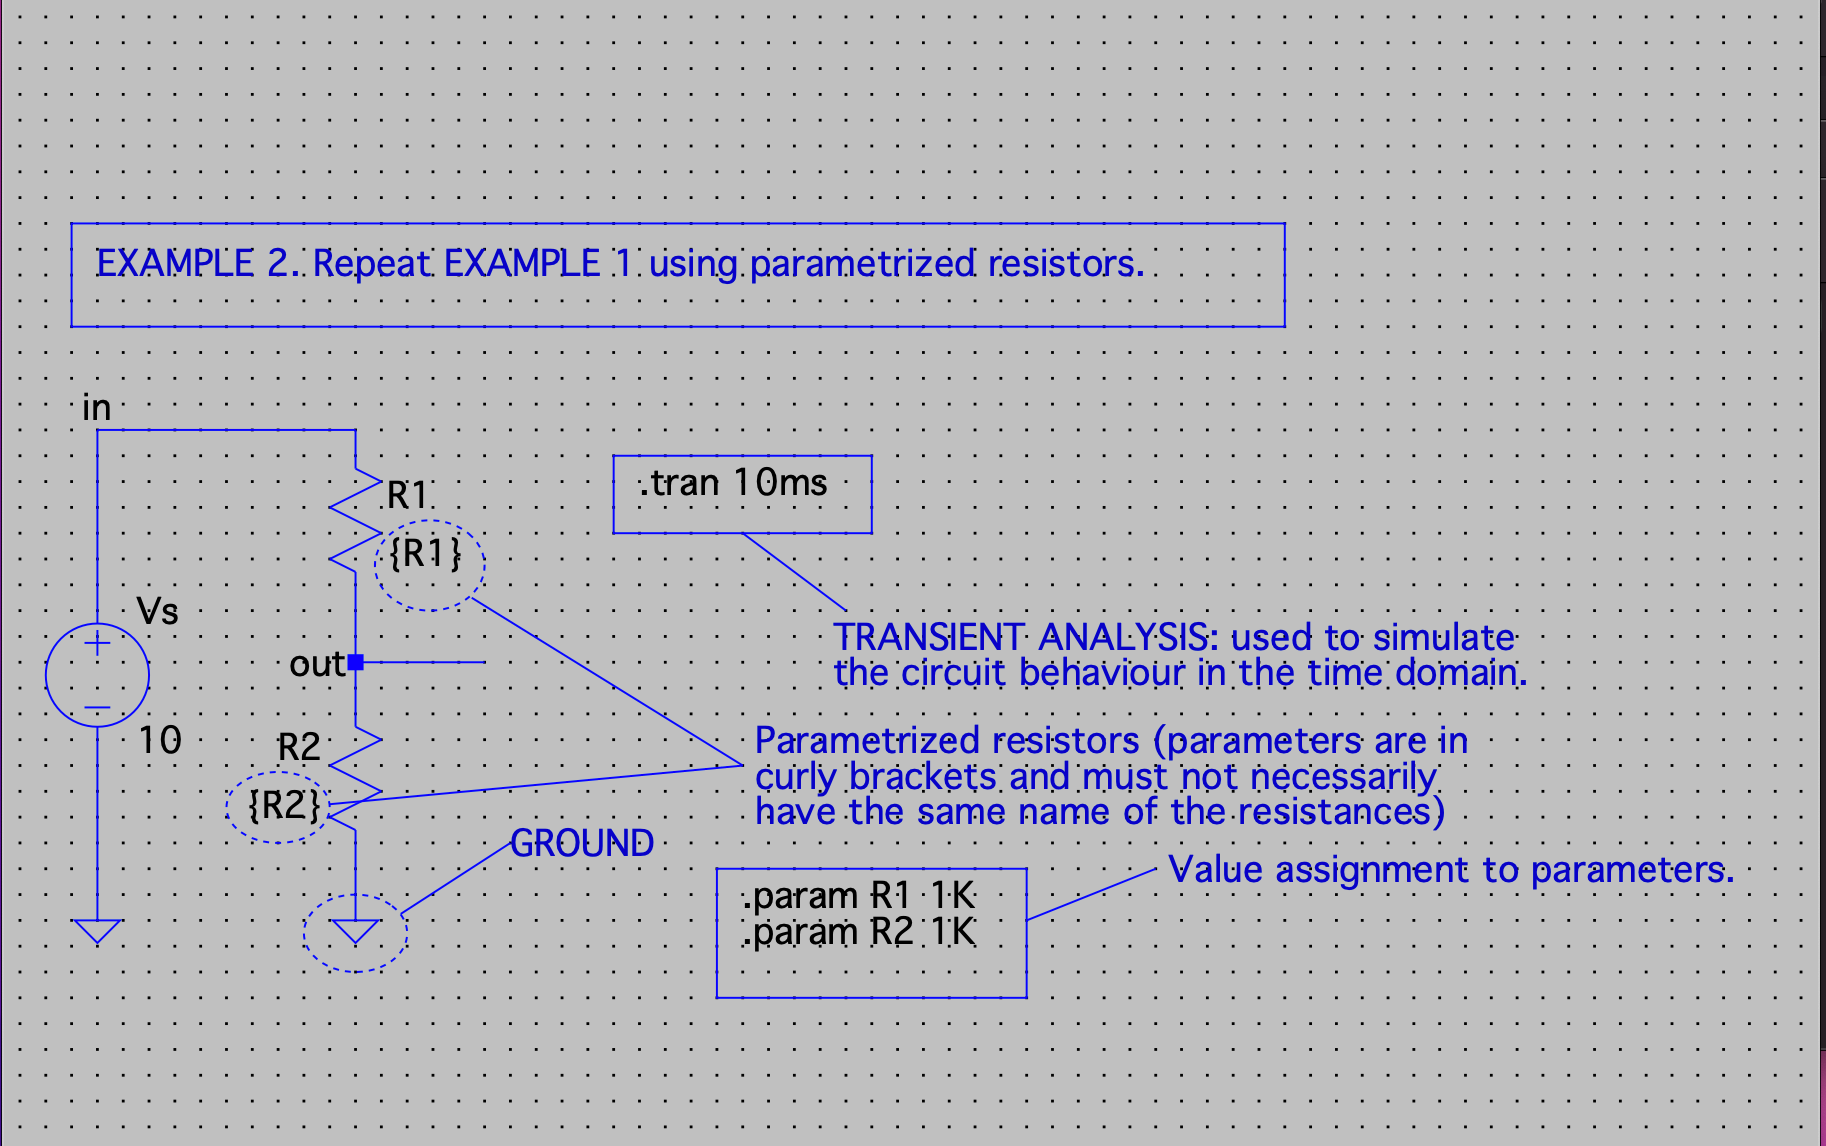 EXAMPLE 2. Repeat EXAMPLE 1 using parametrized resistors.
in
R1
{R1}
.tran 10ms
Vs
out
10
R2
{R2}
TRANSIENT ANALYSIS: used to simulate
the circuit behaviour in the time domain.
Parametrized resistors (parameters are in
curly brackets and must not necessarily
have the same name of the resistances)
GROUND
Value assignment to parameters.
.param R1 1K
.param R2 1K